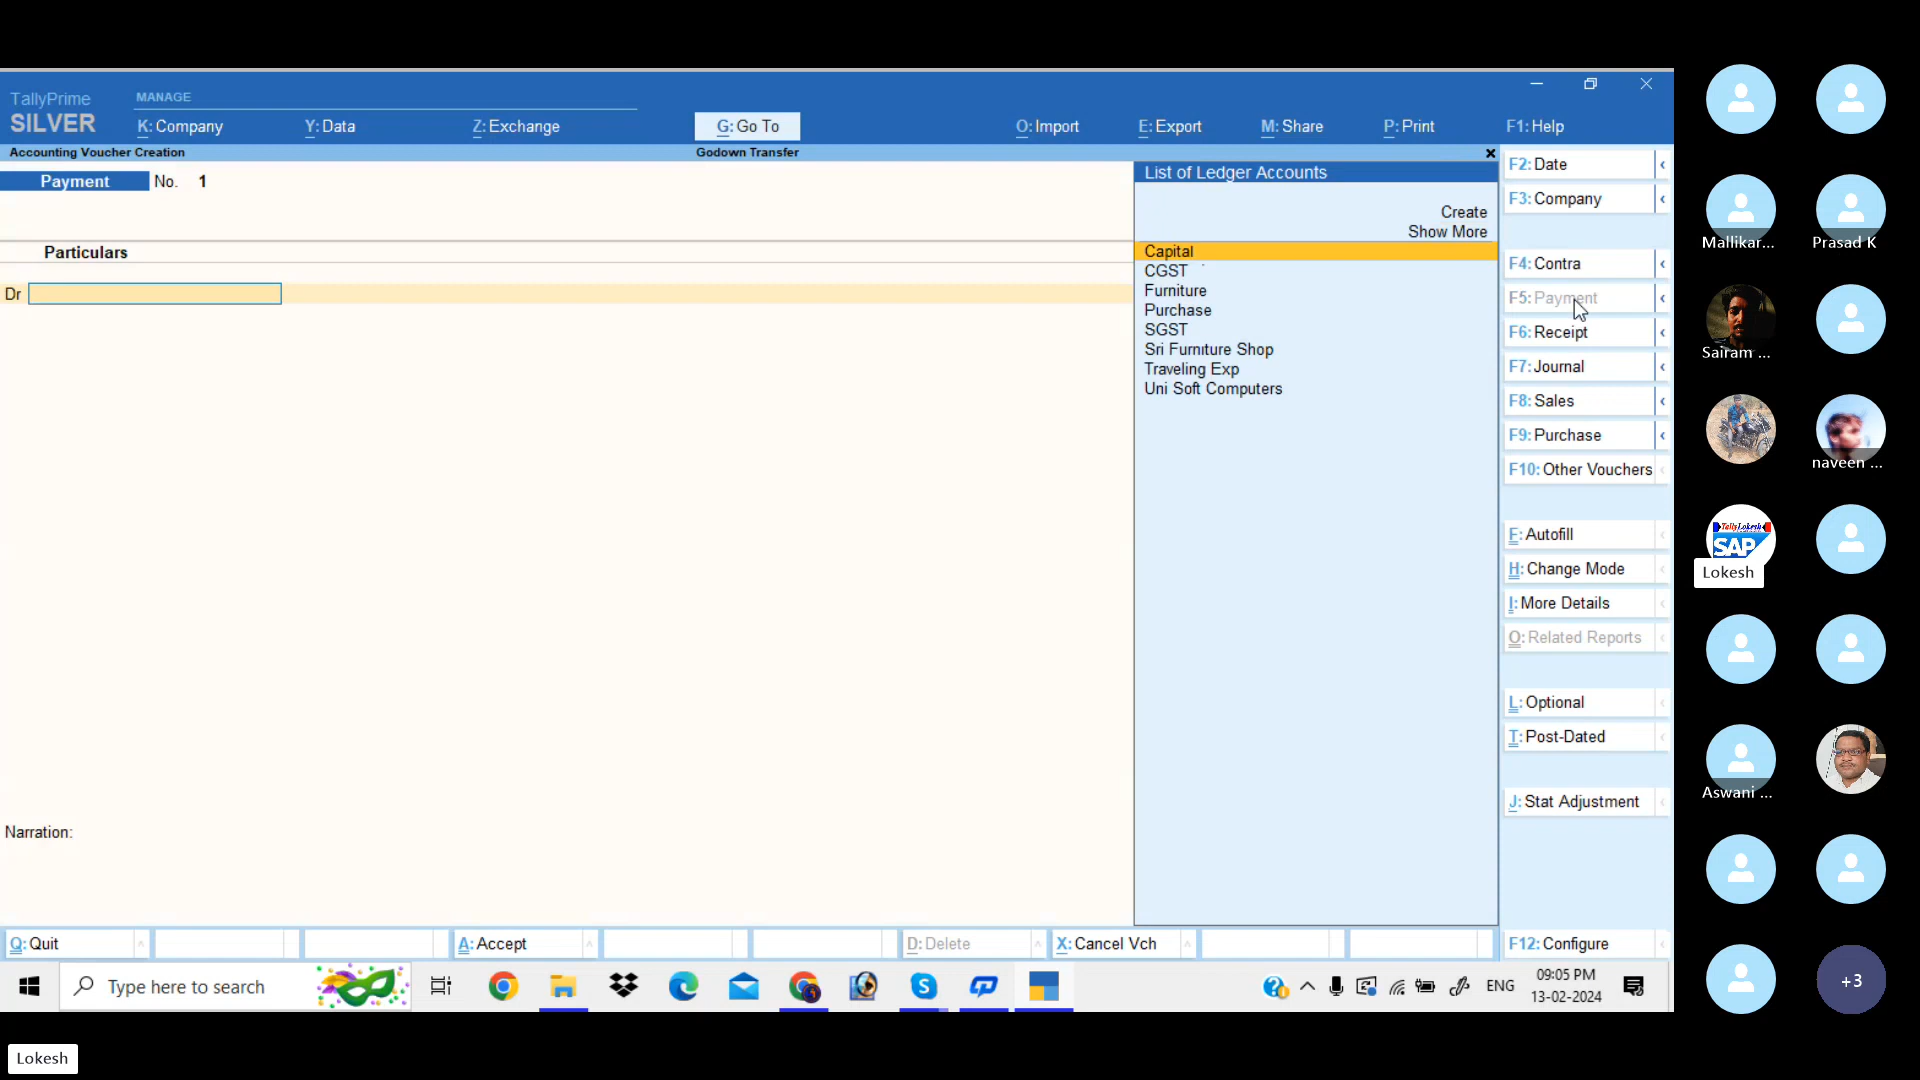 TallyPrime
SILVER
MANAGE
K: Company
Y: Data
Z: Exchange
G: Go To
O: Import
E: Export
M: Share
P: Print
F1: Help
Accounting Voucher Creation
Godown Transfer
Payment No. 1
Particulars
Dr
Narration:
List of Ledger Accounts
Create
Show More
Capital
CGST
Furniture
Purchase
SGST
Sri Furniture Shop
Traveling Exp
Uni Soft Computers
F2: Date
F3: Company
F4: Contra
F5: Payment
F6: Receipt
F7: Journal
F8: Sales
F9: Purchase
F10: Other Vouchers
F: Autofill
H: Change Mode
I: More Details
O: Related Reports
L: Optional
T: Post-Dated
J: Stat Adjustment
Q: Quit
A: Accept
D: Delete
X: Cancel Vch
F12: Configure
Type here to search
ENG
09:05 PM
13-02-2024
Mallikar...
Prasad K
Sairam ...
naveen ...
Tally Lokesh
SAP
Lokesh
Aswani ...
+3
Lokesh